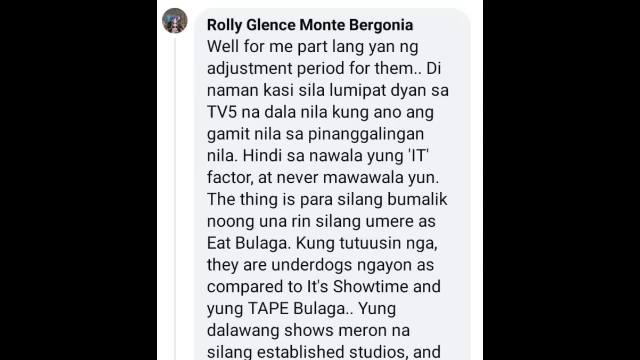 Rolly Glence Monte Bergonia
Well for me part lang yan ng
adjustment period for them.. Di
naman kasi sila lumipat dyan sa
TV5 na dala nila kung ano ang
gamit nila sa pinanggalingan
nila. Hindi sa nawala yung 'IT'
factor, at never mawawala yun.
The thing is para silang bumalik
noong una rin silang umere as
Eat Bulaga. Kung tutuusin nga,
they are underdogs ngayon as
compared to It's Showtime and
yung TAPE Bulaga.. Yung
dalawang shows meron na
silang established studios, and